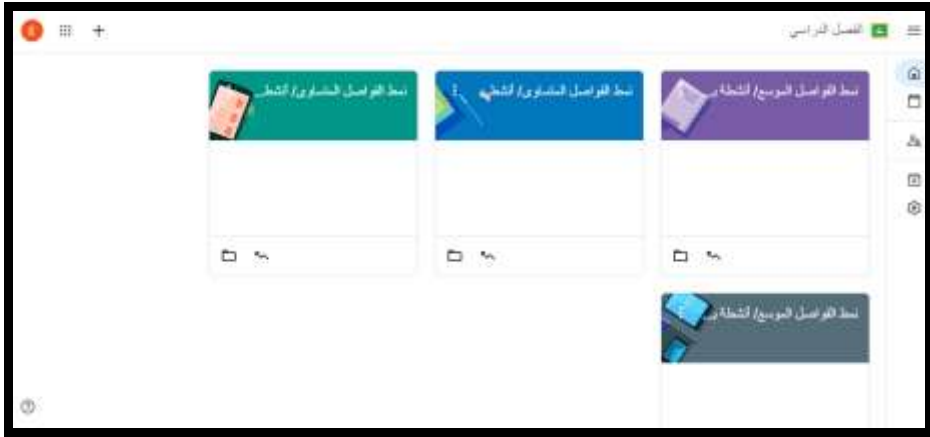 الفصل الدراسي
نمط الفواصل الموسع/ أنشطة
نمط الفواصل المتساوي/ أنشطة
نمط الفواصل المتساوي/ أنشط..
نمط الفواصل الموسع/ أنشطة